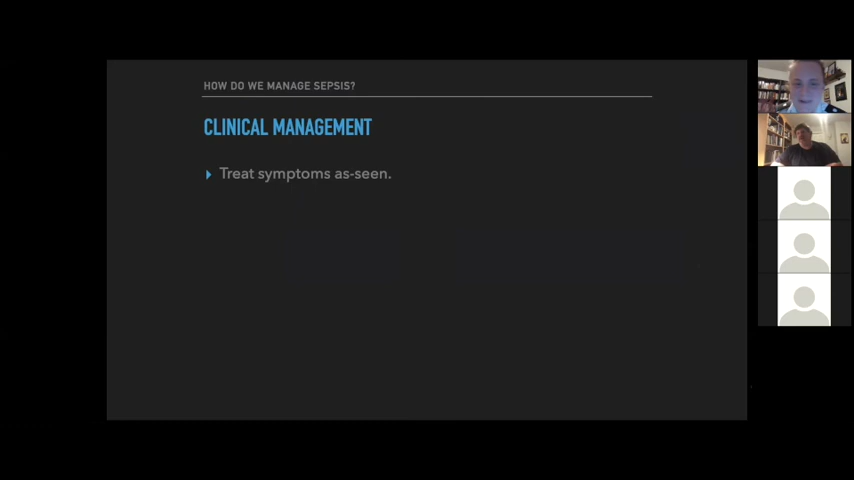 HOW DO WE MANAGE SEPSIS?
CLINICAL MANAGEMENT
Treat symptoms as-seen.